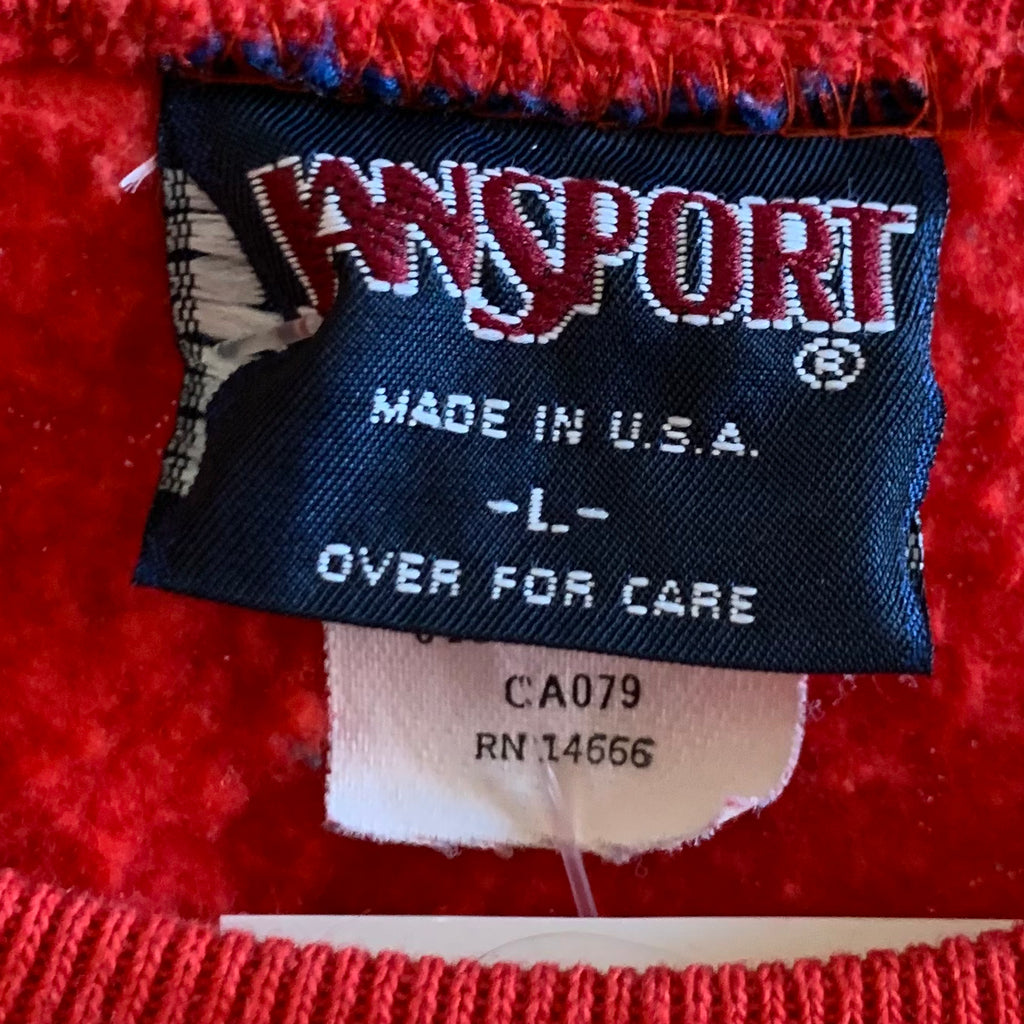 JANSPORT
®
MADE IN U.S.A.
-L-
OVER FOR CARE
CA079
RN 14666